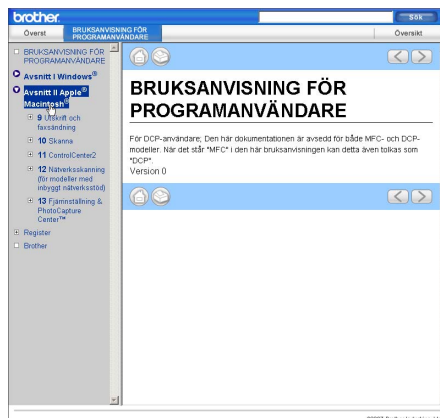 brother.
Sök
Överst
BRUKSANVISNING FÖR
PROGRAMANVÄNDARE
Översikt
BRUKSANVISNING FÖR
PROGRAMANVÄNDARE
Avsnitt I Windows®
Avsnitt II Apple®
Macintosh®
9 Utskrift och
faxsändning
10 Skanna
11 ControlCenter2
12 Nätverksskanning
(för modeller med
inbyggt nätverksstöd)
13 Fjärrinställning &
PhotoCapture
Center™
Register
Brother
BRUKSANVISNING FÖR
PROGRAMANVÄNDARE
För DCP-användare; Den här dokumentationen är avsedd för både MFC- och DCP-
modeller. När det står "MFC" i den här bruksanvisningen kan detta även tolkas som
"DCP".
Version 0